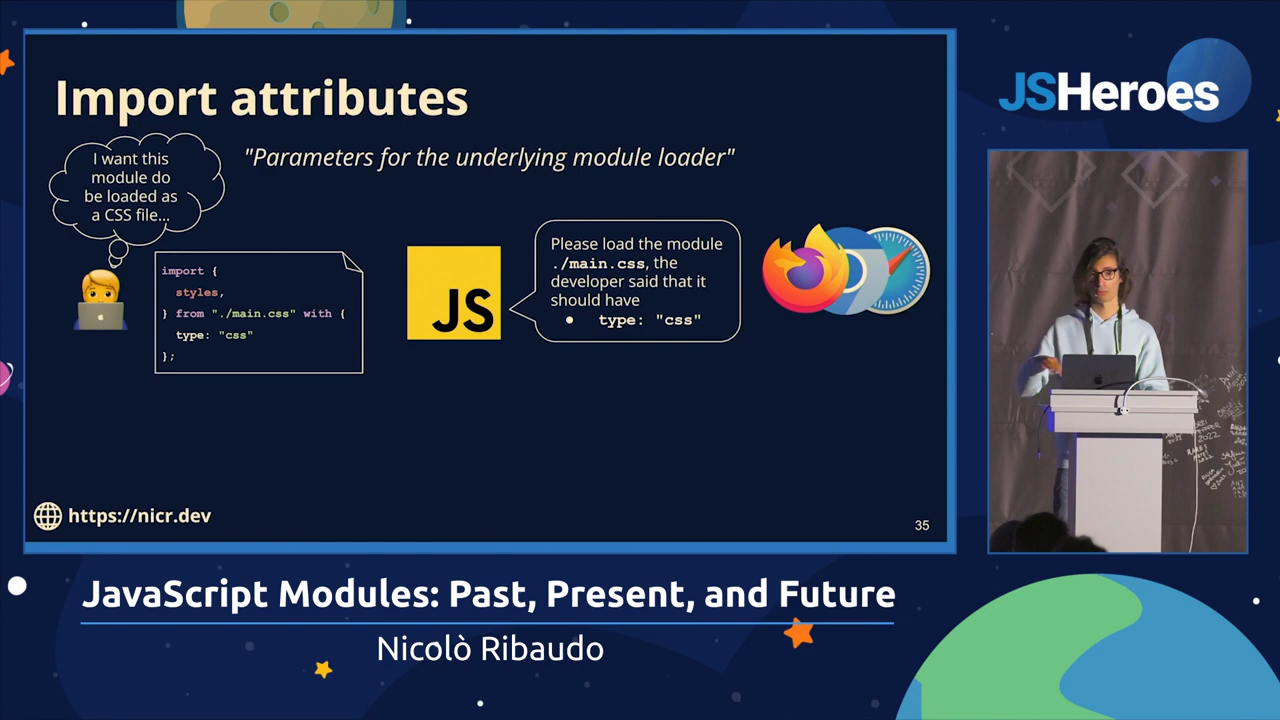 Import attributes
I want this
module do
be loaded as
a CSS file...
"Parameters for the underlying module loader"
import {
styles,
} from "./main.css" with {
type: "css"
};
JS
Please load the module
./main.css, the
developer said that it
should have
● type: "css"
https://nicr.dev
35
JSHeroes
JavaScript Modules: Past, Present, and Future
Nicolò Ribaudo